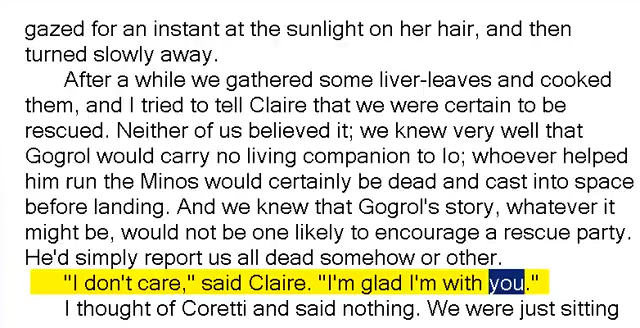 gazed for an instant at the sunlight on her hair, and then
turned slowly away.
After a while we gathered some liver-leaves and cooked
them, and I tried to tell Claire that we were certain to be
rescued. Neither of us believed it; we knew very well that
Gogrol would carry no living companion to Io; whoever helped
him run the Minos would certainly be dead and cast into space
before landing. And we knew that Gogrol's story, whatever it
might be, would not be one likely to encourage a rescue party.
He'd simply report us all dead somehow or other.
"I don't care," said Claire. "I'm glad I'm with you."
I thought of Coretti and said nothing. We were just sitting